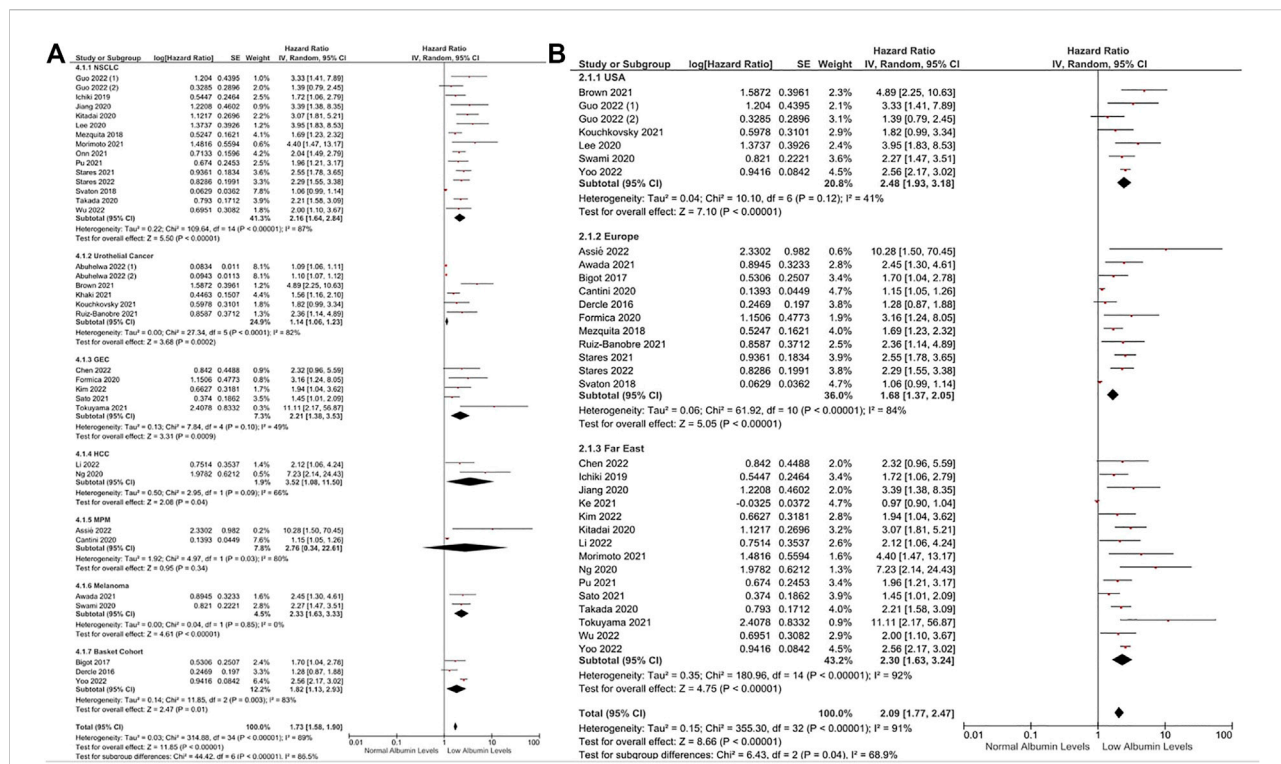 A
Hazard Ratio Hazard Ratio
Study or Subgroup log[Hazard Ratio] SE Weight IV, Random, 95% CI IV, Random, 95% CI
4.1.1 NSCLC
Guo 2022 (1) 1.204 0.4395 1.0% 3.33 [1.41, 7.89]
Guo 2022 (2) 0.3285 0.2896 1.9% 1.39 [0.79, 2.45]
Ichiki 2019 0.5447 0.2464 2.4% 1.72 [1.06, 2.79]
Jiang 2020 1.2208 0.4602 0.9% 3.39 [1.38, 8.35]
Kitadai 2020 1.1217 0.2696 2.2% 3.07 [1.81, 5.21]
Lee 2020 1.3737 0.3926 1.2% 3.95 [1.83, 8.53]
Mezquita 2018 0.5247 0.1621 4.2% 1.69 [1.23, 2.32]
Morimoto 2021 1.4816 0.5594 0.7% 4.40 [1.47, 13.17]
Onn 2021 0.7133 0.1596 4.2% 2.04 [1.49, 2.79]
Pu 2021 0.674 0.2453 2.5% 1.96 [1.21, 3.17]
Stares 2021 0.9361 0.1834 3.6% 2.55 [1.78, 3.65]
Stares 2022 0.8286 0.1991 3.3% 2.29 [1.55, 3.38]
Svaton 2018 0.0629 0.0362 7.7% 1.06 [0.99, 1.14]
Takada 2020 0.793 0.1712 3.9% 2.21 [1.58, 3.09]
Wu 2022 0.6951 0.3082 1.8% 2.00 [1.10, 3.67]
Subtotal (95% CI) 41.3% 2.16 [1.64, 2.84]
Heterogeneity: Tau² = 0.22; Chi² = 109.64, df = 14 (P < 0.00001); I² = 87%
Test for overall effect: Z = 5.50 (P < 0.00001)
4.1.2 Urothelial Cancer
Abuhelwa 2022 (1) 0.0834 0.011 8.1% 1.09 [1.06, 1.11]
Abuhelwa 2022 (2) 0.0943 0.0113 8.1% 1.10 [1.07, 1.12]
Brown 2021 1.5872 0.3961 1.2% 4.89 [2.25, 10.63]
Khaki 2021 0.4463 0.1507 4.4% 1.56 [1.16, 2.10]
Kouchkovsky 2021 0.5978 0.3101 1.8% 1.82 [0.99, 3.34]
Ruiz-Banobre 2021 0.8587 0.3712 1.3% 2.36 [1.14, 4.89]
Subtotal (95% CI) 24.9% 1.14 [1.06, 1.23]
Heterogeneity: Tau² = 0.00; Chi² = 27.34, df = 5 (P < 0.0001); I² = 82%
Test for overall effect: Z = 3.68 (P = 0.0002)
4.1.3 GEC
Chen 2022 0.842 0.4488 1.0% 2.32 [0.96, 5.59]
Formica 2020 1.1506 0.4773 0.8% 3.16 [1.24, 8.05]
Kim 2022 0.6627 0.3181 1.7% 1.94 [1.04, 3.62]
Sato 2021 0.374 0.1862 3.6% 1.45 [1.01, 2.09]
Tokuyama 2021 2.4078 0.8332 0.3% 11.11 [2.17, 56.87]
Subtotal (95% CI) 7.3% 2.21 [1.38, 3.53]
Heterogeneity: Tau² = 0.13; Chi² = 7.84, df = 4 (P = 0.10); I² = 49%
Test for overall effect: Z = 3.31 (P = 0.0009)
4.1.4 HCC
Li 2022 0.7514 0.3537 1.4% 2.12 [1.06, 4.24]
Ng 2020 1.9782 0.6212 0.5% 7.23 [2.14, 24.43]
Subtotal (95% CI) 1.9% 3.52 [1.08, 11.50]
Heterogeneity: Tau² = 0.50; Chi² = 2.95, df = 1 (P = 0.09); I² = 66%
Test for overall effect: Z = 2.08 (P = 0.04)
4.1.5 MPM
Assié 2022 2.3302 0.982 0.2% 10.28 [1.50, 70.45]
Cantini 2020 0.1393 0.0449 7.6% 1.15 [1.05, 1.26]
Subtotal (95% CI) 7.8% 2.76 [0.34, 22.61]
Heterogeneity: Tau² = 1.92; Chi² = 4.97, df = 1 (P = 0.03); I² = 80%
Test for overall effect: Z = 0.95 (P = 0.34)
4.1.6 Melanoma
Awada 2021 0.8945 0.3233 1.6% 2.45 [1.30, 4.61]
Swami 2020 0.821 0.2221 2.8% 2.27 [1.47, 3.51]
Subtotal (95% CI) 4.5% 2.33 [1.63, 3.33]
Heterogeneity: Tau² = 0.00; Chi² = 0.04, df = 1 (P = 0.85); I² = 0%
Test for overall effect: Z = 4.61 (P < 0.00001)
4.1.7 Basket Cohort
Bigot 2017 0.5306 0.2507 2.4% 1.70 [1.04, 2.78]
Dercle 2016 0.2469 0.197 3.4% 1.28 [0.87, 1.88]
Yoo 2022 0.9416 0.0842 6.4% 2.56 [2.17, 3.02]
Subtotal (95% CI) 12.2% 1.82 [1.13, 2.93]
Heterogeneity: Tau² = 0.14; Chi² = 11.85, df = 2 (P = 0.003); I² = 83%
Test for overall effect: Z = 2.47 (P = 0.01)
Total (95% CI) 100.0% 1.73 [1.58, 1.90]
Heterogeneity: Tau² = 0.03; Chi² = 314.88, df = 34 (P < 0.00001); I² = 89%
Test for overall effect: Z = 11.85 (P < 0.00001)
Test for subgroup differences: Chi² = 44.42, df = 6 (P < 0.00001), I² = 86.5%
0.01 0.1 1 10 100
Normal Albumin Levels Low Albumin Levels
B
Hazard Ratio Hazard Ratio
Study or Subgroup log[Hazard Ratio] SE Weight IV, Random, 95% CI IV, Random, 95% CI
2.1.1 USA
Brown 2021 1.5872 0.3961 2.3% 4.89 [2.25, 10.63]
Guo 2022 (1) 1.204 0.4395 2.1% 3.33 [1.41, 7.89]
Guo 2022 (2) 0.3285 0.2896 3.1% 1.39 [0.79, 2.45]
Kouchkovsky 2021 0.5978 0.3101 2.9% 1.82 [0.99, 3.34]
Lee 2020 1.3737 0.3926 2.4% 3.95 [1.83, 8.53]
Swami 2020 0.821 0.2221 3.6% 2.27 [1.47, 3.51]
Yoo 2022 0.9416 0.0842 4.5% 2.56 [2.17, 3.02]
Subtotal (95% CI) 20.8% 2.48 [1.93, 3.18]
Heterogeneity: Tau² = 0.04; Chi² = 10.10, df = 6 (P = 0.12); I² = 41%
Test for overall effect: Z = 7.10 (P < 0.00001)
2.1.2 Europe
Assiê 2022 2.3302 0.982 0.6% 10.28 [1.50, 70.45]
Awada 2021 0.8945 0.3233 2.8% 2.45 [1.30, 4.61]
Bigot 2017 0.5306 0.2507 3.4% 1.70 [1.04, 2.78]
Cantini 2020 0.1393 0.0449 4.7% 1.15 [1.05, 1.26]
Dercle 2016 0.2469 0.197 3.8% 1.28 [0.87, 1.88]
Formica 2020 1.1506 0.4773 1.9% 3.16 [1.24, 8.05]
Mezquita 2018 0.5247 0.1621 4.1% 1.69 [1.23, 2.32]
Ruiz-Banobre 2021 0.8587 0.3712 2.5% 2.36 [1.14, 4.89]
Stares 2021 0.9361 0.1834 3.9% 2.55 [1.78, 3.65]
Stares 2022 0.8286 0.1991 3.8% 2.29 [1.55, 3.38]
Svaton 2018 0.0629 0.0362 4.7% 1.06 [0.99, 1.14]
Subtotal (95% CI) 36.0% 1.68 [1.37, 2.05]
Heterogeneity: Tau² = 0.06; Chi² = 61.92, df = 10 (P < 0.00001); I² = 84%
Test for overall effect: Z = 5.05 (P < 0.00001)
2.1.3 Far East
Chen 2022 0.842 0.4488 2.0% 2.32 [0.96, 5.59]
Ichiki 2019 0.5447 0.2464 3.4% 1.72 [1.06, 2.79]
Jiang 2020 1.2208 0.4602 2.0% 3.39 [1.38, 8.35]
Ke 2021 -0.0325 0.0372 4.7% 0.97 [0.90, 1.04]
Kim 2022 0.6627 0.3181 2.9% 1.94 [1.04, 3.62]
Kitadai 2020 1.1217 0.2696 3.2% 3.07 [1.81, 5.21]
Li 2022 0.7514 0.3537 2.6% 2.12 [1.06, 4.24]
Morimoto 2021 1.4816 0.5594 1.5% 4.40 [1.47, 13.17]
Ng 2020 1.9782 0.6212 1.3% 7.23 [2.14, 24.43]
Pu 2021 0.674 0.2453 3.4% 1.96 [1.21, 3.17]
Sato 2021 0.374 0.1862 3.9% 1.45 [1.01, 2.09]
Takada 2020 0.793 0.1712 4.0% 2.21 [1.58, 3.09]
Tokuyama 2021 2.4078 0.8332 0.8% 11.11 [2.17, 56.87]
Wu 2022 0.6951 0.3082 2.9% 2.00 [1.10, 3.67]
Yoo 2022 0.9416 0.0842 4.5% 2.56 [2.17, 3.02]
Subtotal (95% CI) 43.2% 2.30 [1.63, 3.24]
Heterogeneity: Tau² = 0.35; Chi² = 180.96, df = 14 (P < 0.00001); I² = 92%
Test for overall effect: Z = 4.75 (P < 0.00001)
Total (95% CI) 100.0% 2.09 [1.77, 2.47]
Heterogeneity: Tau² = 0.15; Chi² = 355.30, df = 32 (P < 0.00001); I² = 91%
Test for overall effect: Z = 8.66 (P < 0.00001)
Test for subgroup differences: Chi² = 6.43, df = 2 (P = 0.04), I² = 68.9%
0.01 0.1 1 10 100
Normal Albumin Levels Low Albumin Levels